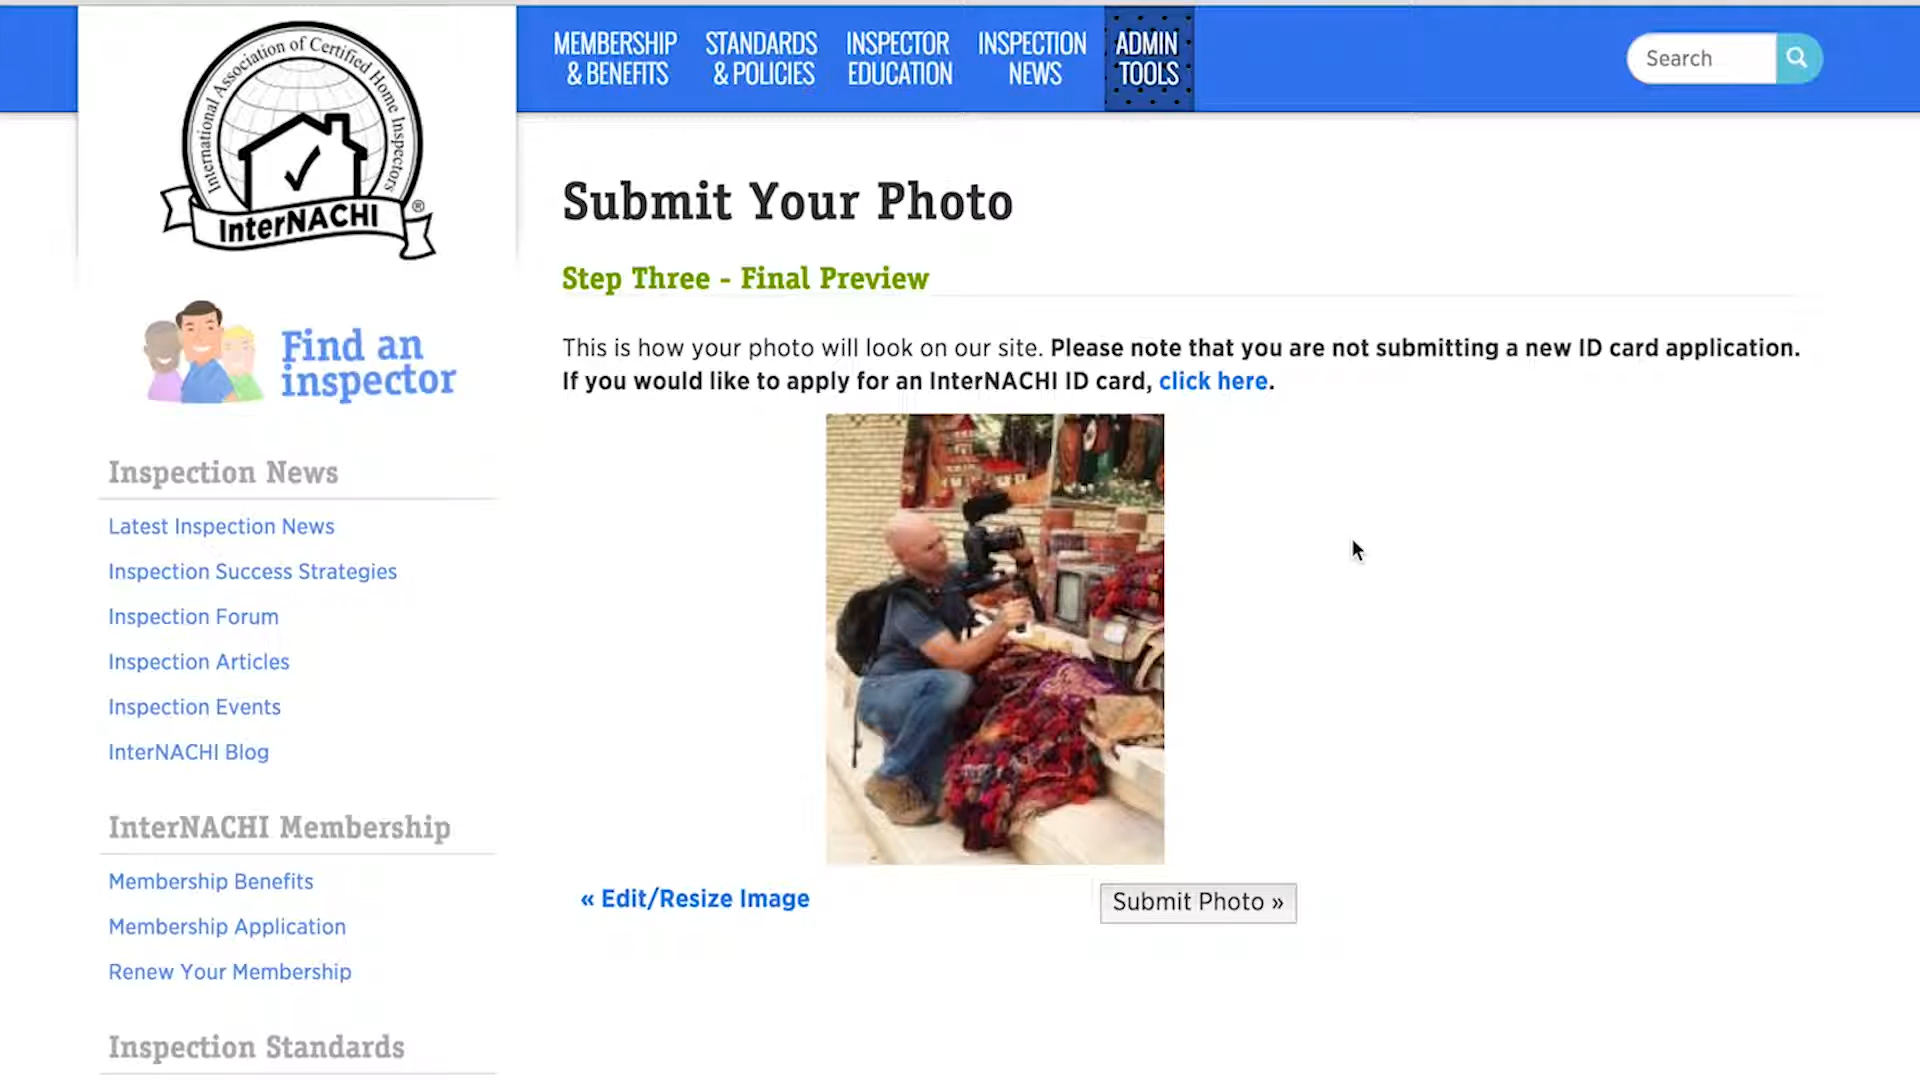 International Association of Certified Home Inspectors
InterNACHI®
MEMBERSHIP
& BENEFITS
STANDARDS
& POLICIES
INSPECTOR
EDUCATION
INSPECTION
NEWS
ADMIN
TOOLS
Search
Find an
inspector
Inspection News
Latest Inspection News
Inspection Success Strategies
Inspection Forum
Inspection Articles
Inspection Events
InterNACHI Blog
InterNACHI Membership
Membership Benefits
Membership Application
Renew Your Membership
Inspection Standards
Submit Your Photo
Step Three - Final Preview
This is how your photo will look on our site. Please note that you are not submitting a new ID card application.
If you would like to apply for an InterNACHI ID card, click here.
« Edit/Resize Image
Submit Photo »